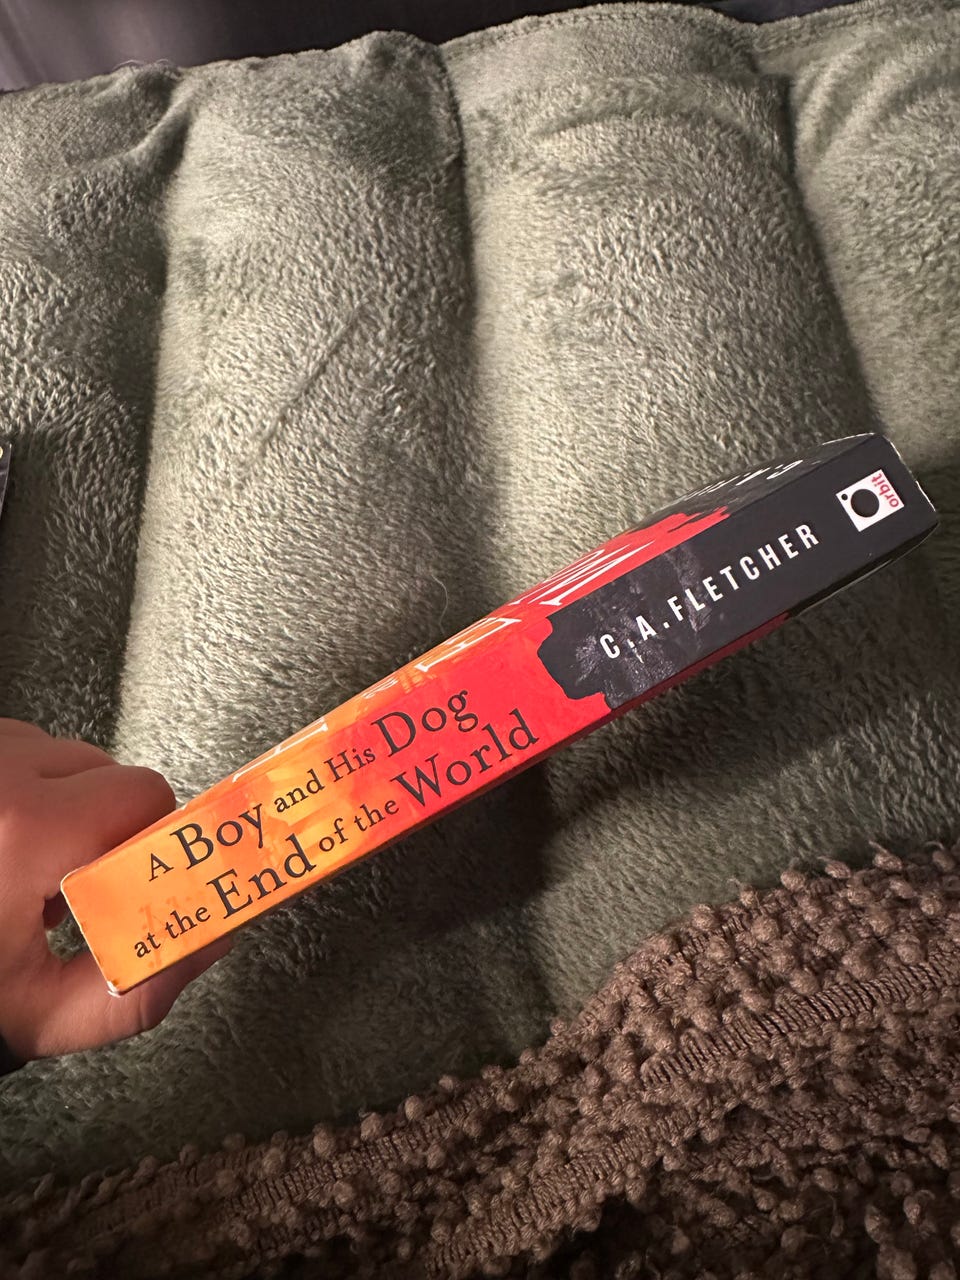 A Boy and His Dog
at the End of the World
C.A.FLETCHER
orbit